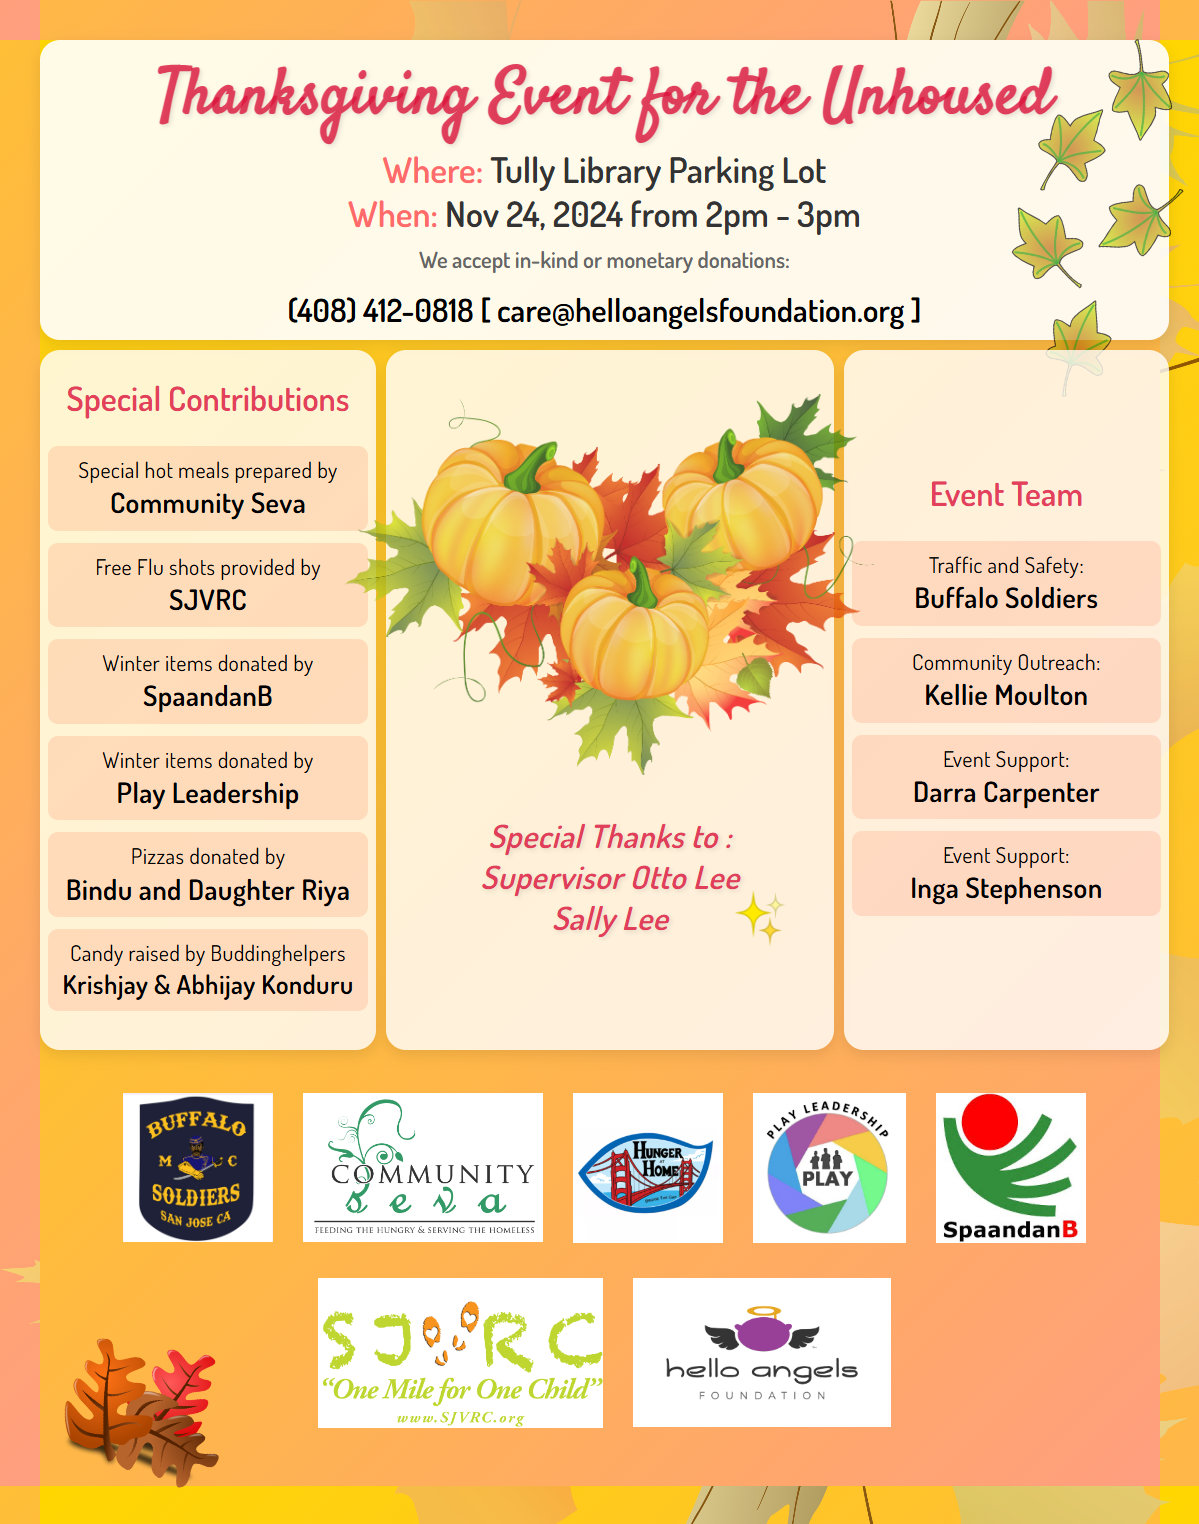 Thanksgiving Event for the Unhoused
Where: Tully Library Parking Lot
When: Nov 24, 2024 from 2pm - 3pm
We accept in-kind or monetary donations:
(408) 412-0818 [ care@helloangelsfoundation.org ]
Special Contributions
Special hot meals prepared by
Community Seva
Free Flu shots provided by
SJVRC
Winter items donated by
SpaandanB
Winter items donated by
Play Leadership
Pizzas donated by
Bindu and Daughter Riya
Candy raised by Buddinghelpers
Krishjay & Abhijay Konduru
Special Thanks to :
Supervisor Otto Lee
Sally Lee
Event Team
Traffic and Safety:
Buffalo Soldiers
Community Outreach:
Kellie Moulton
Event Support:
Darra Carpenter
Event Support:
Inga Stephenson
BUFFALO
M C
SOLDIERS
SAN JOSE CA
COMMUNITY
seva
FEEDING THE HUNGRY & SERVING THE HOMELESS
HUNGER
AT
HOME
PLAY LEADERSHIP
PLAY
SpaandanB
SJVRC
"One Mile for One Child"
www.SJVRC.org
hello angels
FOUNDATION